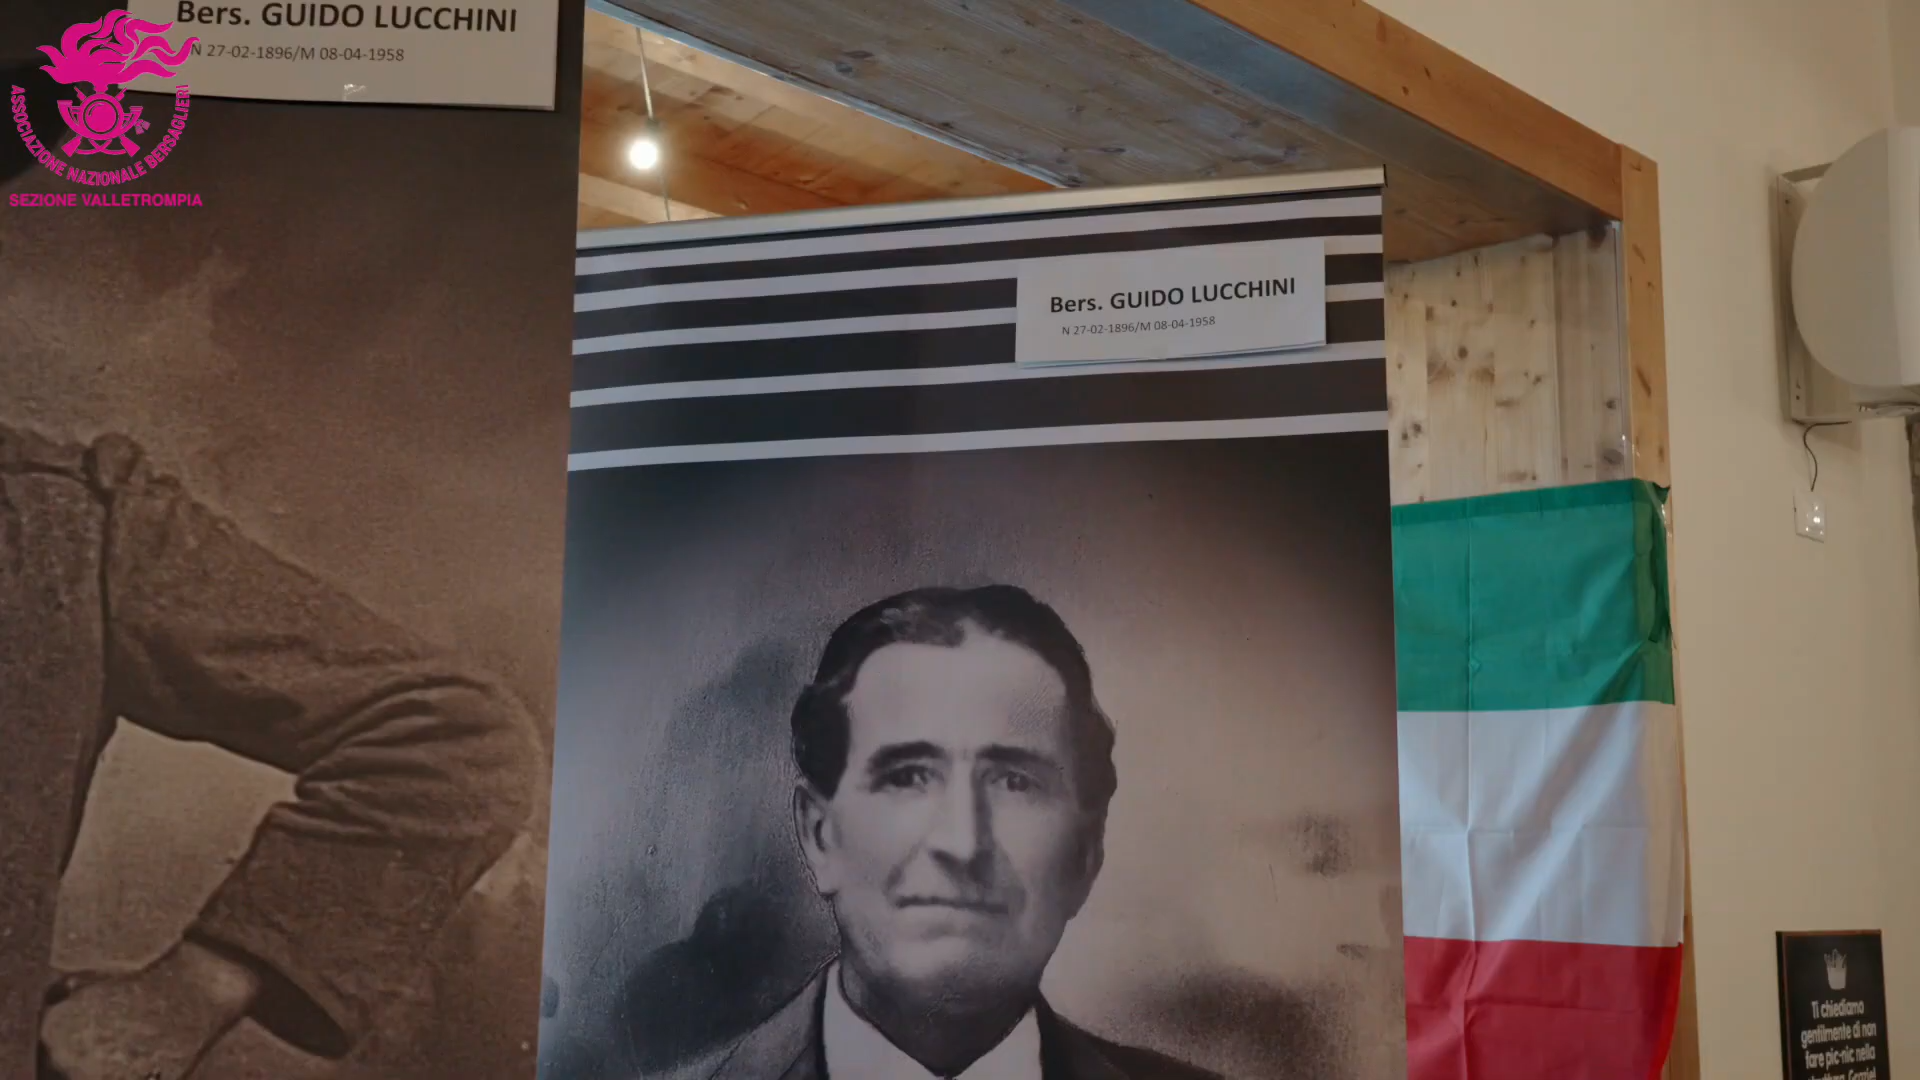 Bers. GUIDO LUCCHINI
N 27-02-1896/M 08-04-1958
ASSOCIAZIONE NAZIONALE BERSAGLIERI
SEZIONE VALLETROMPIA
Bers. GUIDO LUCCHINI
N 27-02-1896/M 08-04-1958
Ti chiediamo
gentilmente di non
fare pic-nic nella
Grazie!